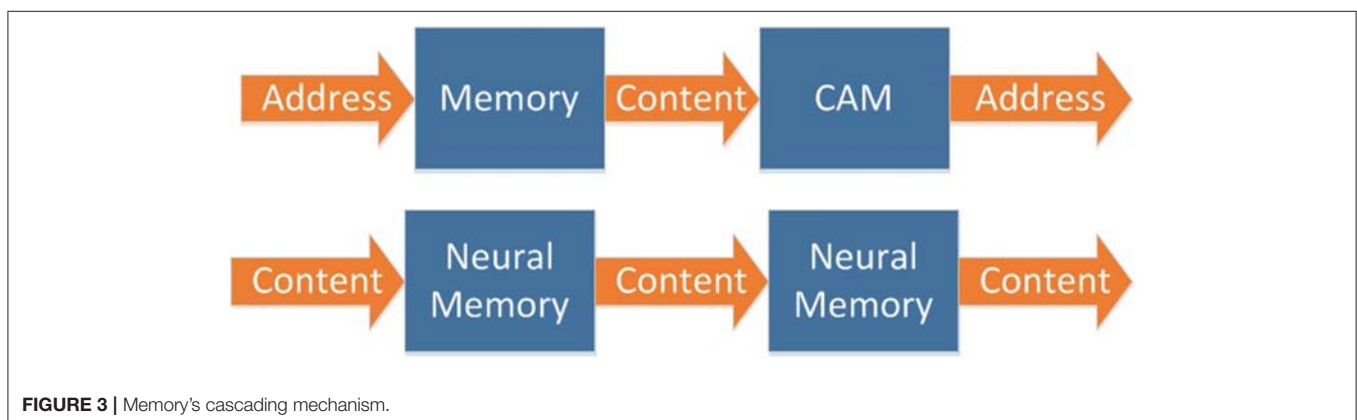 Address Memory Content CAM Address
Content Neural Memory Content Neural Memory Content
FIGURE 3 | Memory's cascading mechanism.